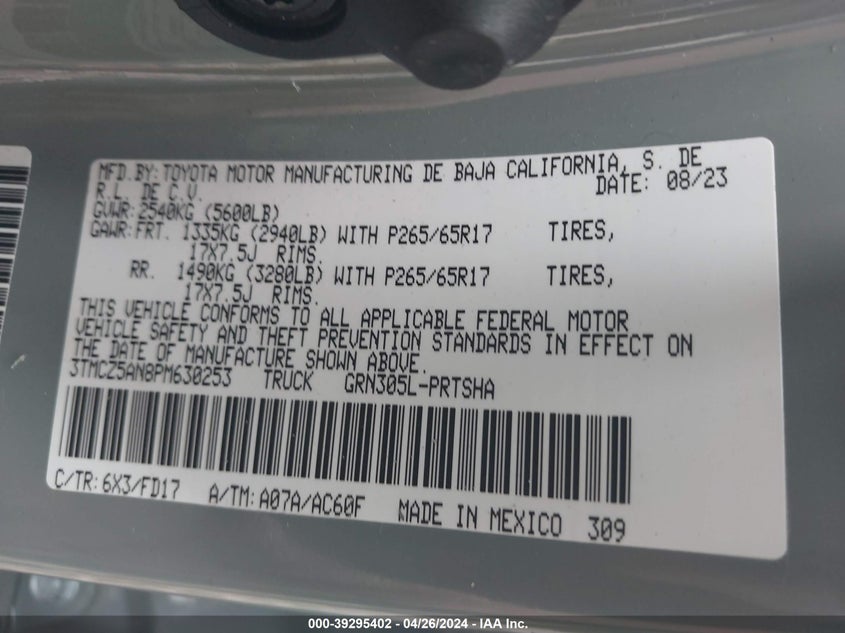 MFD.BY:TOYOTA MOTOR MANUFACTURING DE BAJA CALIFORNIA, S. DE
R.L. DE C.V. DATE: 08/23
GVWR:2540KG (5600LB)
GAWR:FRT. 1335KG (2940LB) WITH P265/65R17 TIRES,
17X7.5J RIMS.
RR. 1490KG (3280LB) WITH P265/65R17 TIRES,
17X7.5J RIMS.
THIS VEHICLE CONFORMS TO ALL APPLICABLE FEDERAL MOTOR
VEHICLE SAFETY AND THEFT PREVENTION STANDARDS IN EFFECT ON
THE DATE OF MANUFACTURE SHOWN ABOVE.
3TMCZ5AN8PM630253 TRUCK GRN305L-PRTSHA
C/TR:6X3/FD17 A/TM:A07A/AC60F MADE IN MEXICO 309
000-39295402 - 04/26/2024 - IAA Inc.